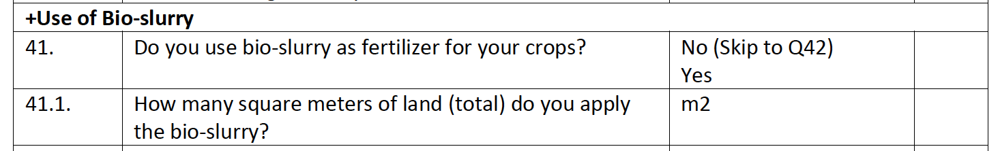 +Use of Bio-slurry
41. Do you use bio-slurry as fertilizer for your crops? No (Skip to Q42)
Yes
41.1. How many square meters of land (total) do you apply m2
the bio-slurry?